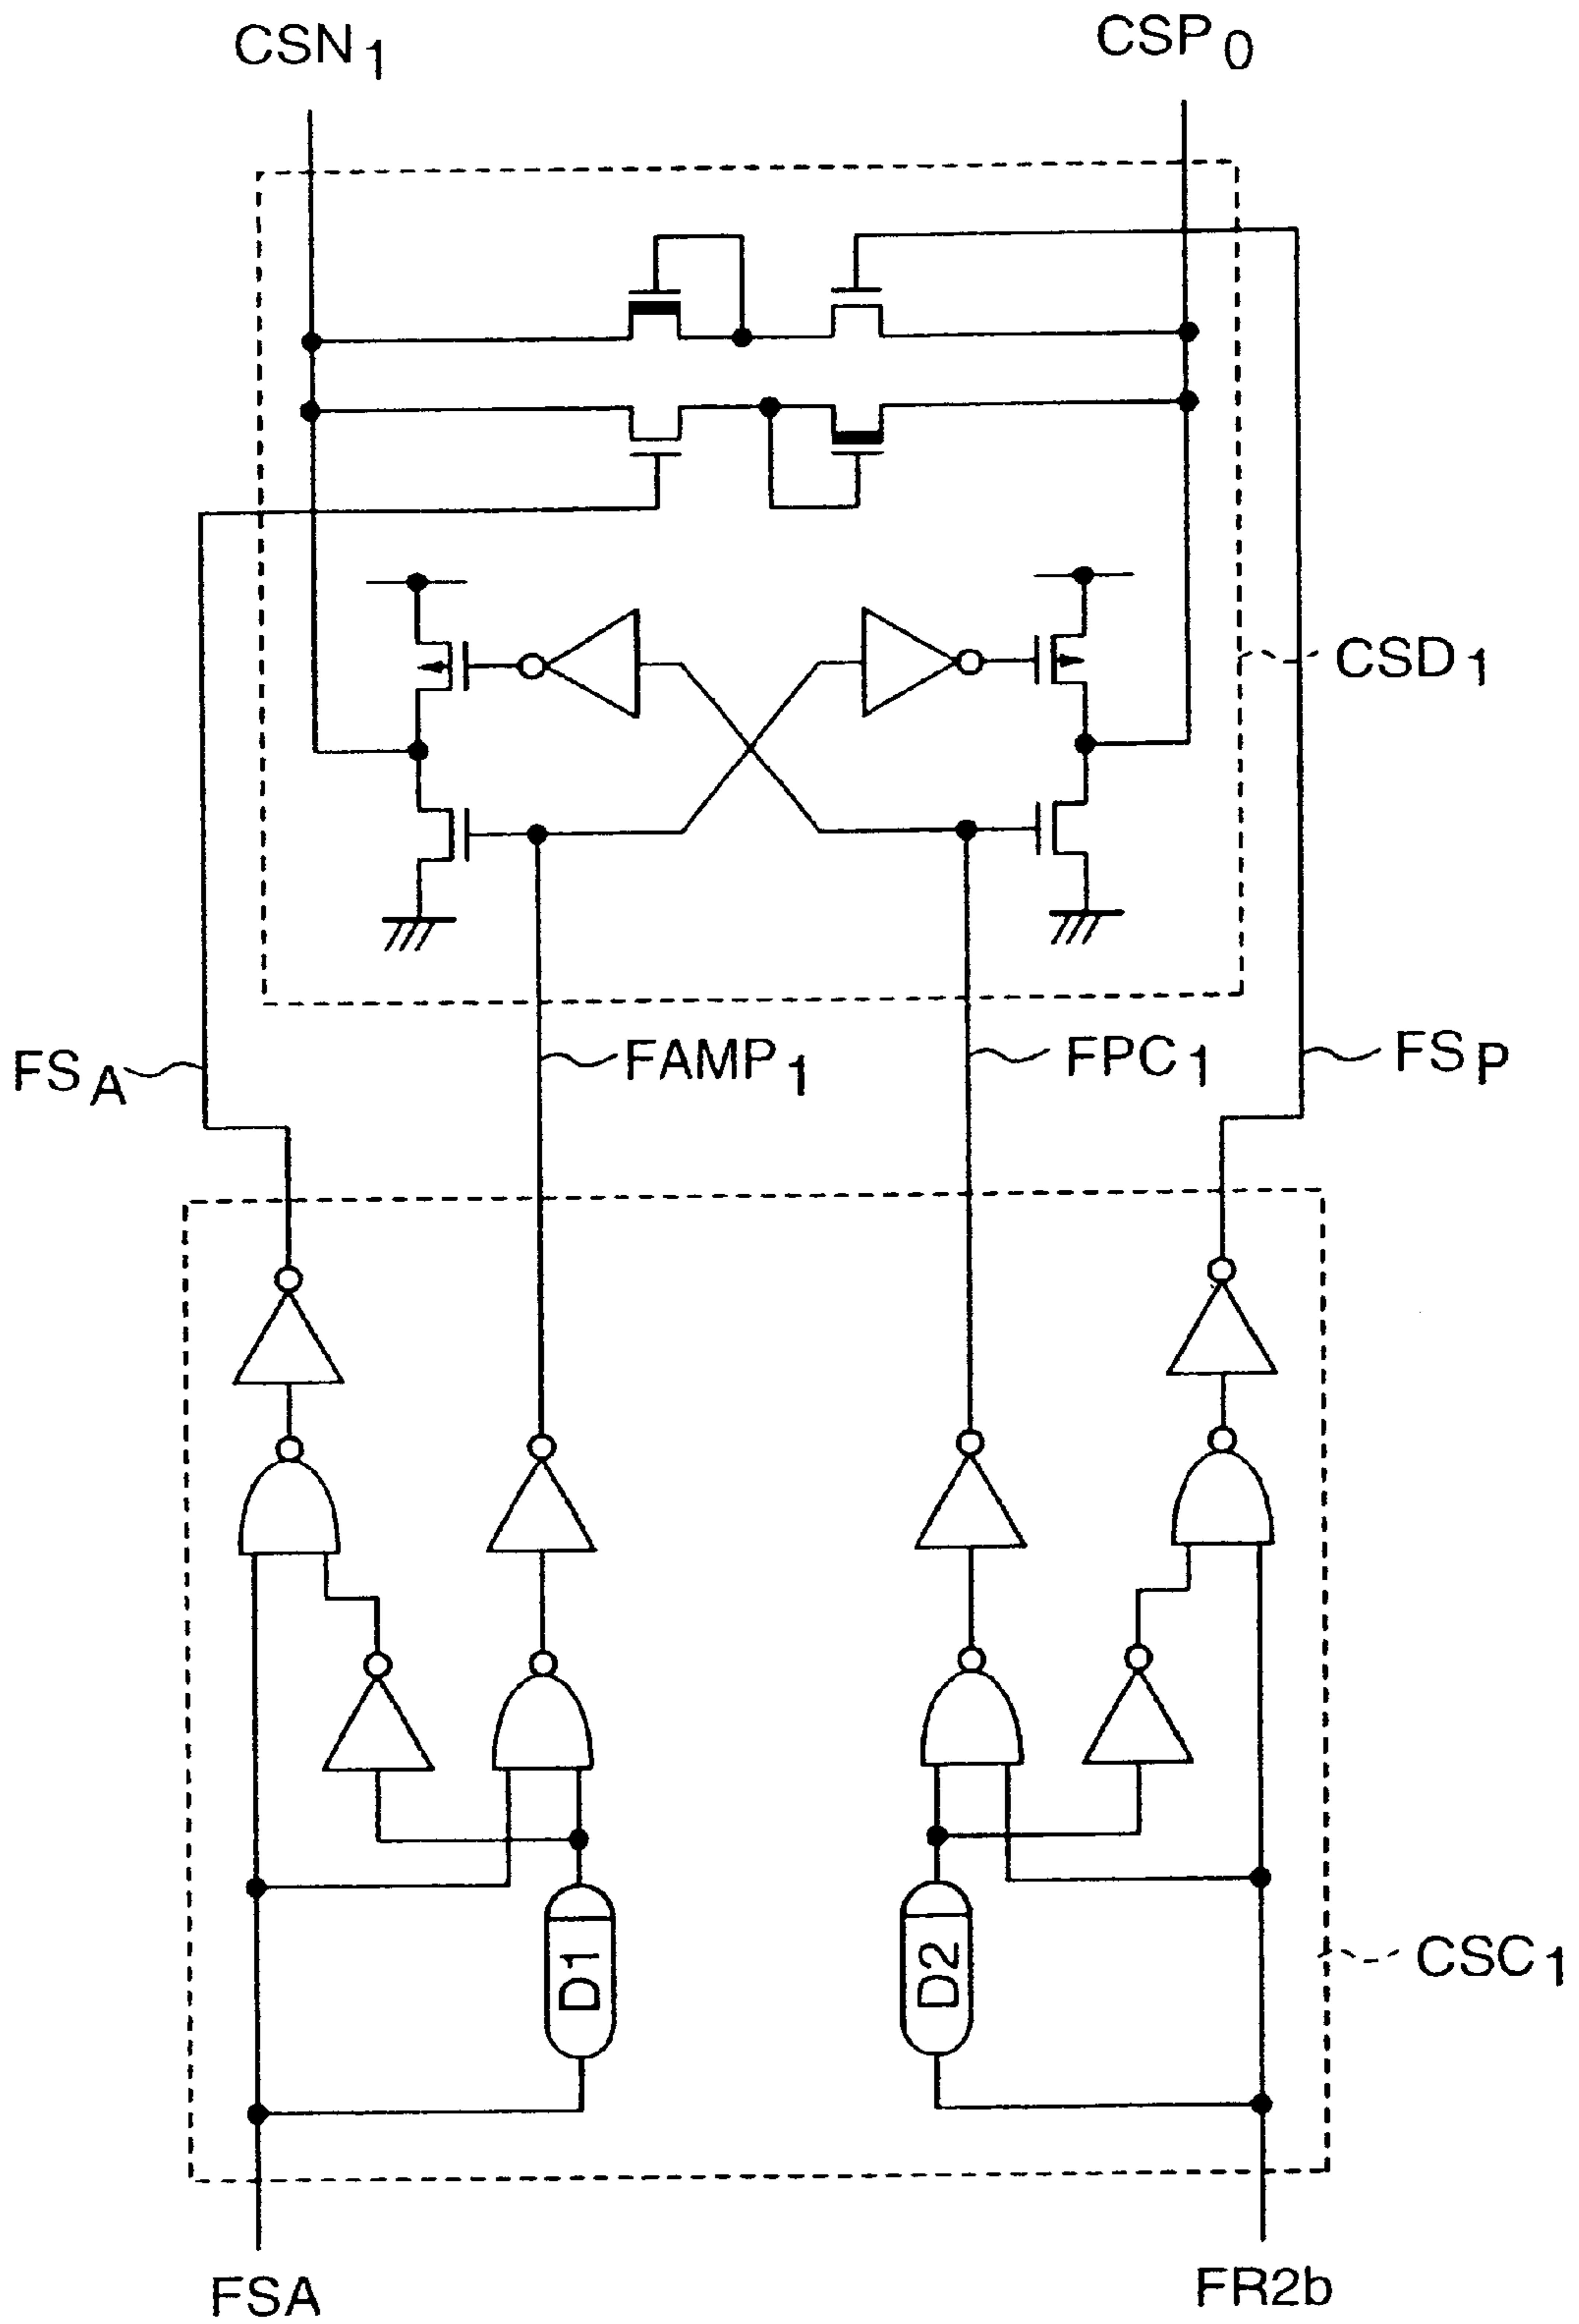 CSN1
CSP0
CSD1
FSA
FAMP1
FPC1
FSP
D1
D2
CSC1
FSA
FR2b